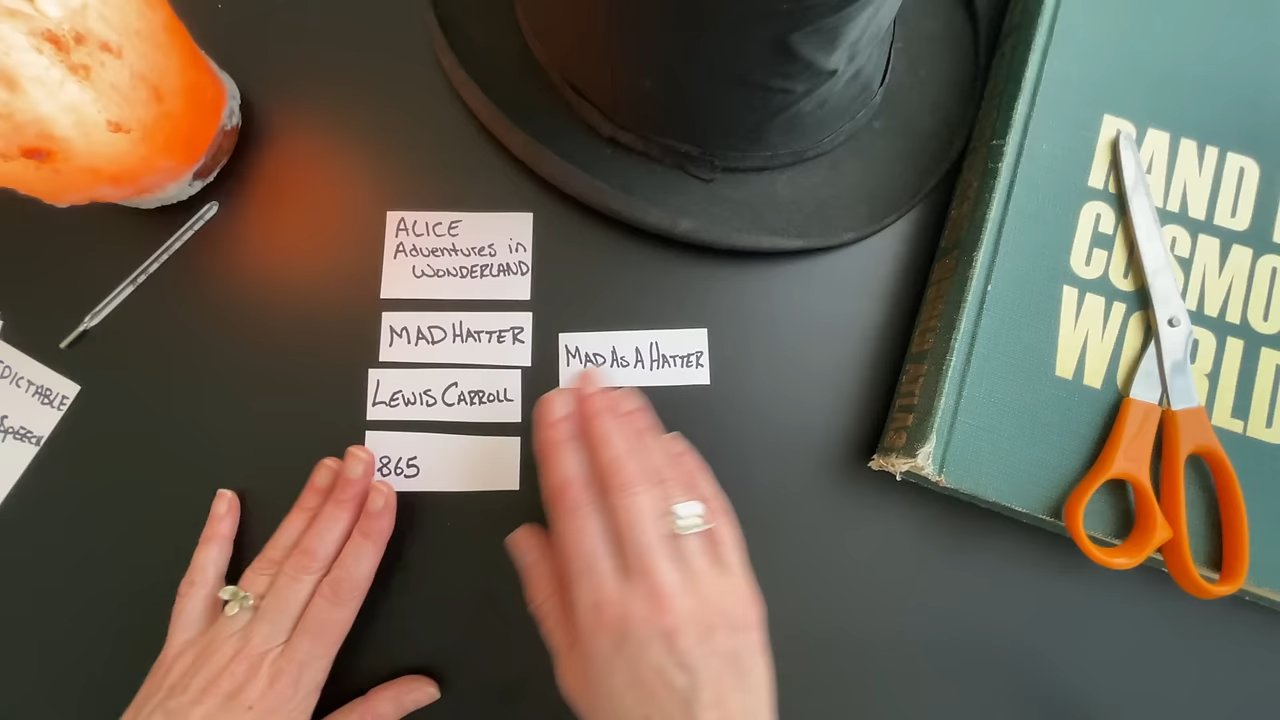 ALICE
Adventures in
WONDERLAND
MAD HATTER
LEWIS CARROLL
865
MAD AS A HATTER
DICTABLE
SPEECH
RAND
COSMO
WORLD